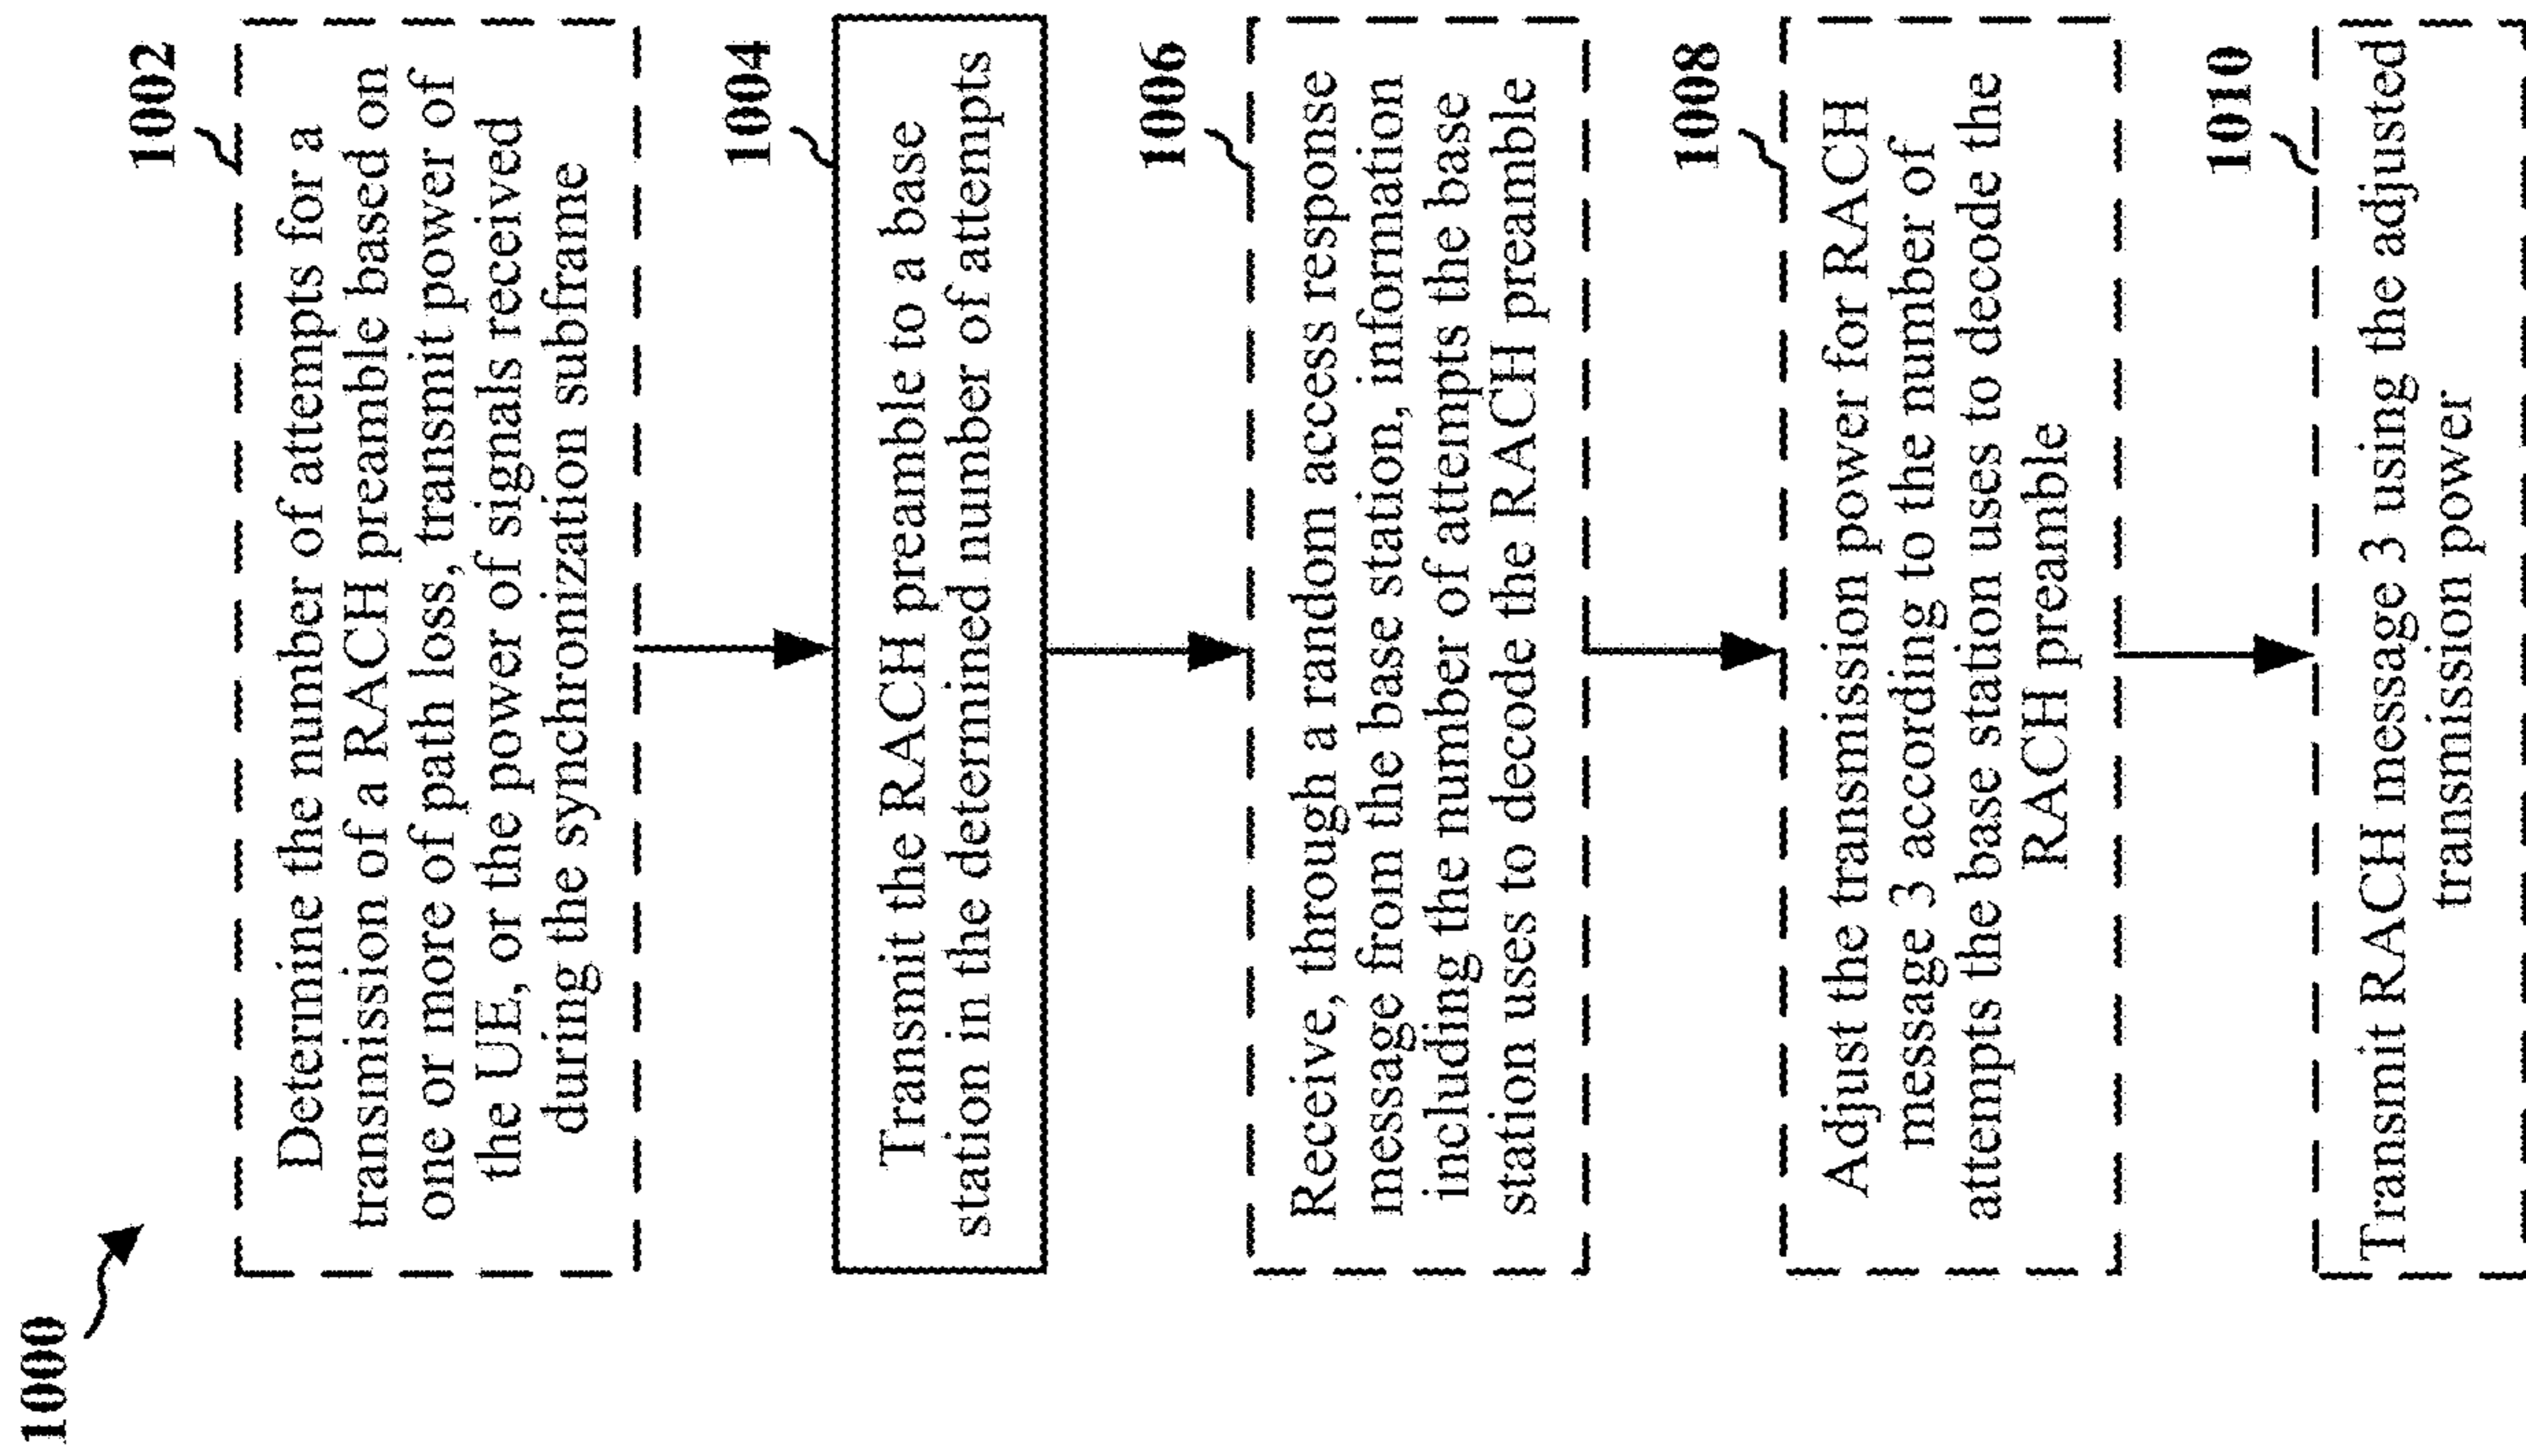 1000
1002
Determine the number of attempts for a
transmission of a RACH preamble based on
one or more of path loss, transmit power of
the UE, or the power of signals received
during the synchronization subframe
1004
Transmit the RACH preamble to a base
station in the determined number of attempts
1006
Receive, through a random access response
message from the base station, information
including the number of attempts the base
station uses to decode the RACH preamble
1008
Adjust the transmission power for RACH
message 3 according to the number of
attempts the base station uses to decode the
RACH preamble
1010
Transmit RACH message 3 using the adjusted
transmission power